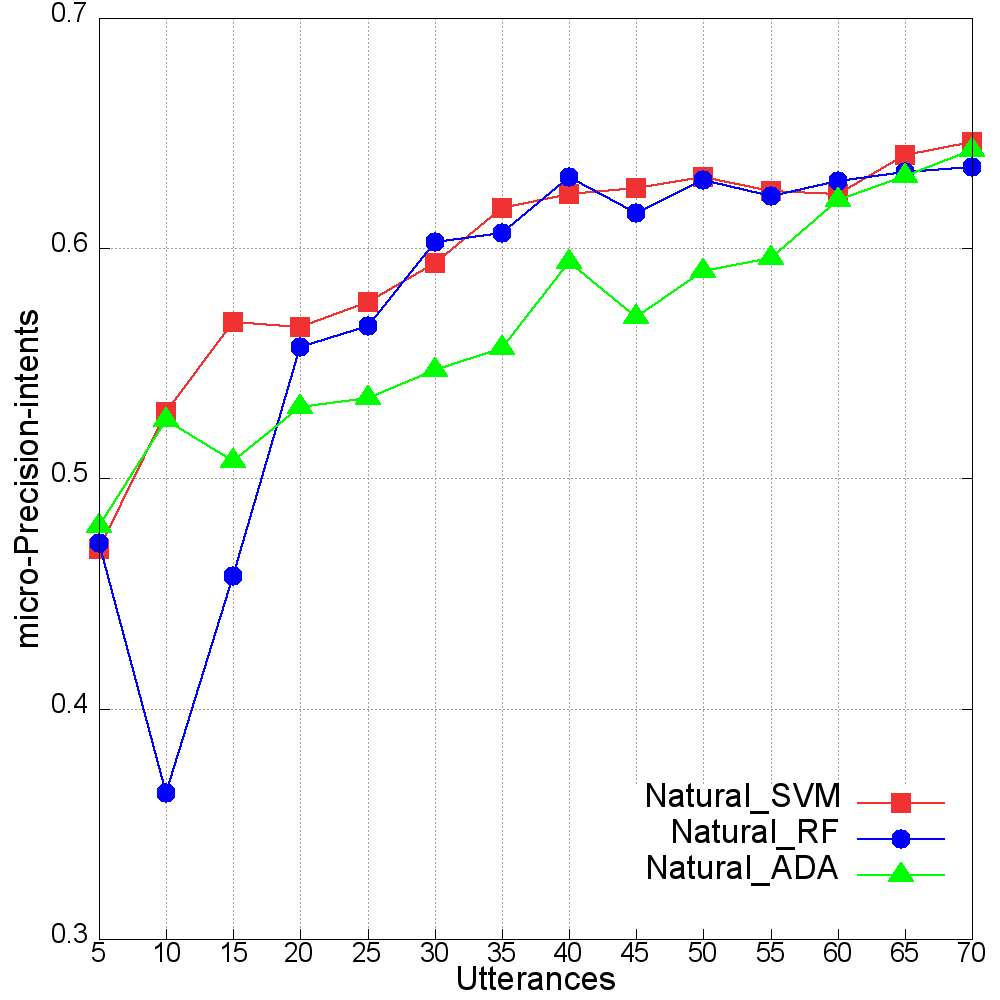 0.7
0.6
0.5
0.4
0.3
micro-Precision-intents
Natural_SVM
Natural_RF
Natural_ADA
5 10 15 20 25 30 35 40 45 50 55 60 65 70
Utterances